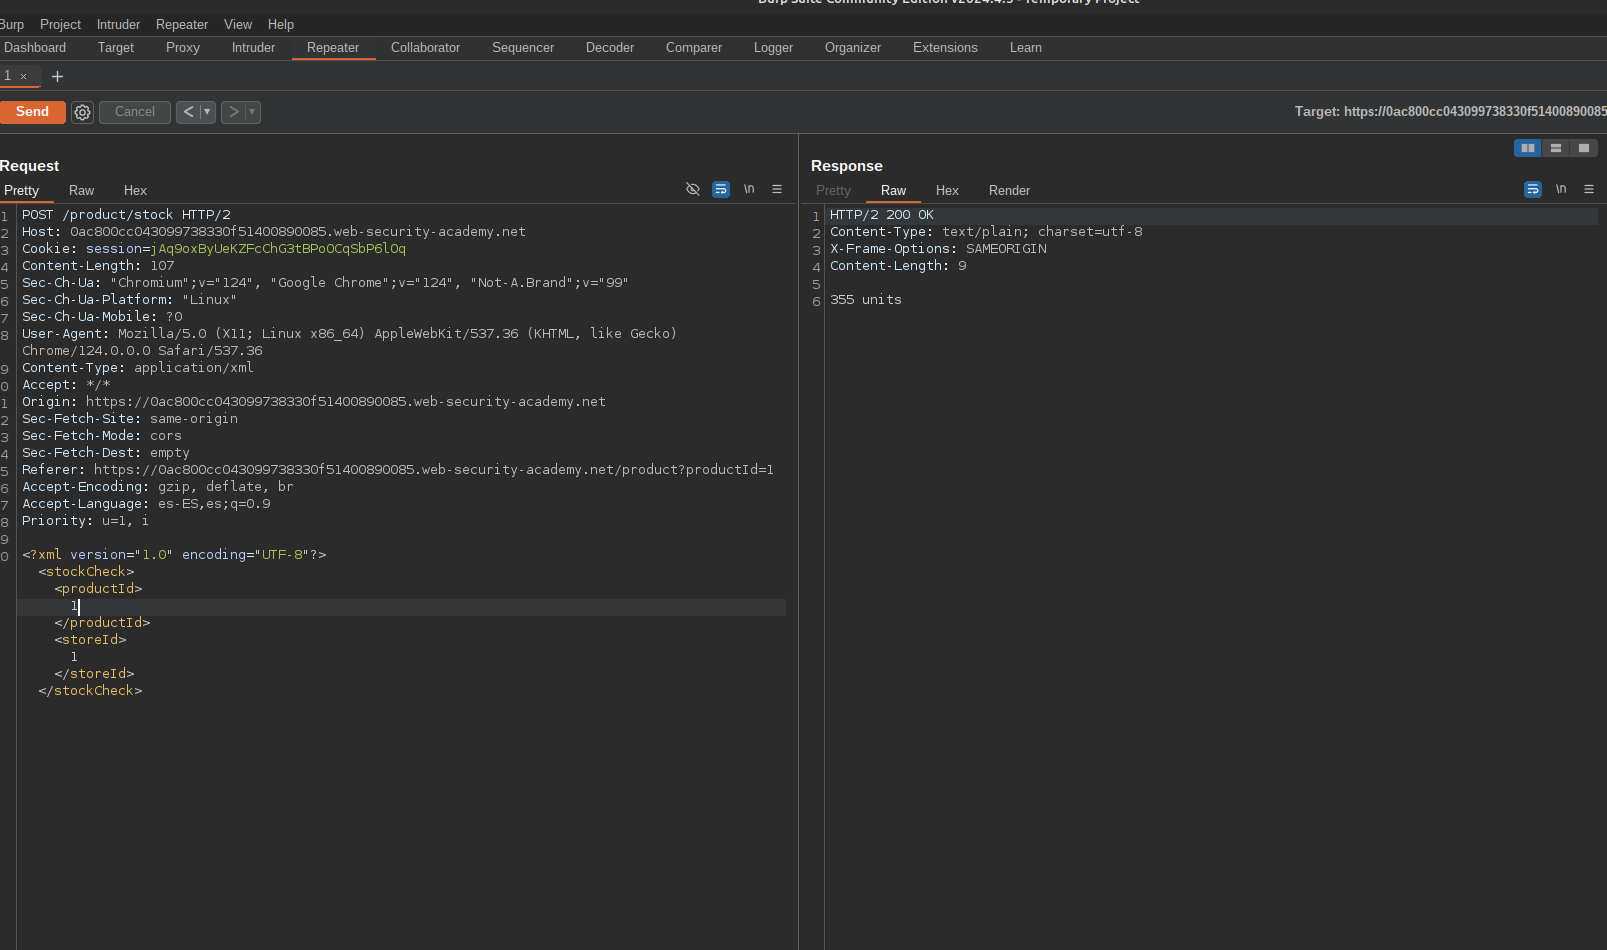 Burp Suite Community Edition v2024.4.5 - Temporary Project
Burp Project Intruder Repeater View Help
Dashboard Target Proxy Intruder Repeater Collaborator Sequencer Decoder Comparer Logger Organizer Extensions Learn
1 × +
Send Cancel < > Target: https://0ac800cc043099738330f51400890085
Request
Pretty Raw Hex \n
1 POST /product/stock HTTP/2
2 Host: 0ac800cc043099738330f51400890085.web-security-academy.net
3 Cookie: session=jAq9oxByUeKZFcChG3tBPoOCqSbP6lOq
4 Content-Length: 107
5 Sec-Ch-Ua: "Chromium";v="124", "Google Chrome";v="124", "Not-A.Brand";v="99"
6 Sec-Ch-Ua-Platform: "Linux"
7 Sec-Ch-Ua-Mobile: ?0
8 User-Agent: Mozilla/5.0 (X11; Linux x86_64) AppleWebKit/537.36 (KHTML, like Gecko)
Chrome/124.0.0.0 Safari/537.36
9 Content-Type: application/xml
0 Accept: */*
1 Origin: https://0ac800cc043099738330f51400890085.web-security-academy.net
2 Sec-Fetch-Site: same-origin
3 Sec-Fetch-Mode: cors
4 Sec-Fetch-Dest: empty
5 Referer: https://0ac800cc043099738330f51400890085.web-security-academy.net/product?productId=1
6 Accept-Encoding: gzip, deflate, br
7 Accept-Language: es-ES,es;q=0.9
8 Priority: u=1, i
9
0 <?xml version="1.0" encoding="UTF-8"?>
<stockCheck>
<productId>
1
</productId>
<storeId>
1
</storeId>
</stockCheck>
Response
Pretty Raw Hex Render \n
1 HTTP/2 200 OK
2 Content-Type: text/plain; charset=utf-8
3 X-Frame-Options: SAMEORIGIN
4 Content-Length: 9
5
6 355 units